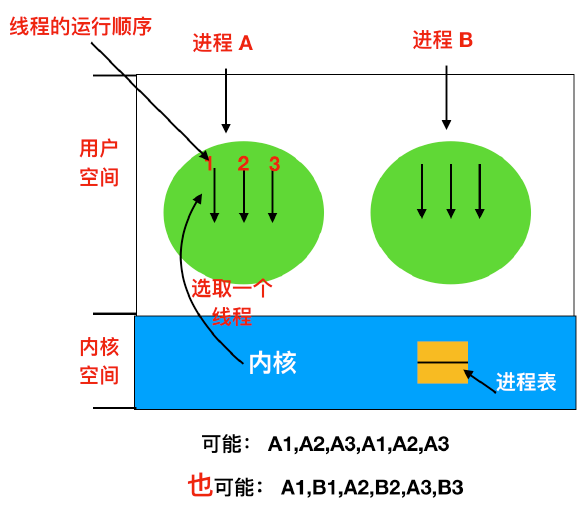 线程的运行顺序
进程 A
进程 B
用户
空间
1 2 3
选取一个
线程
内核
空间
内核
进程表
可能： A1,A2,A3,A1,A2,A3
也可能： A1,B1,A2,B2,A3,B3